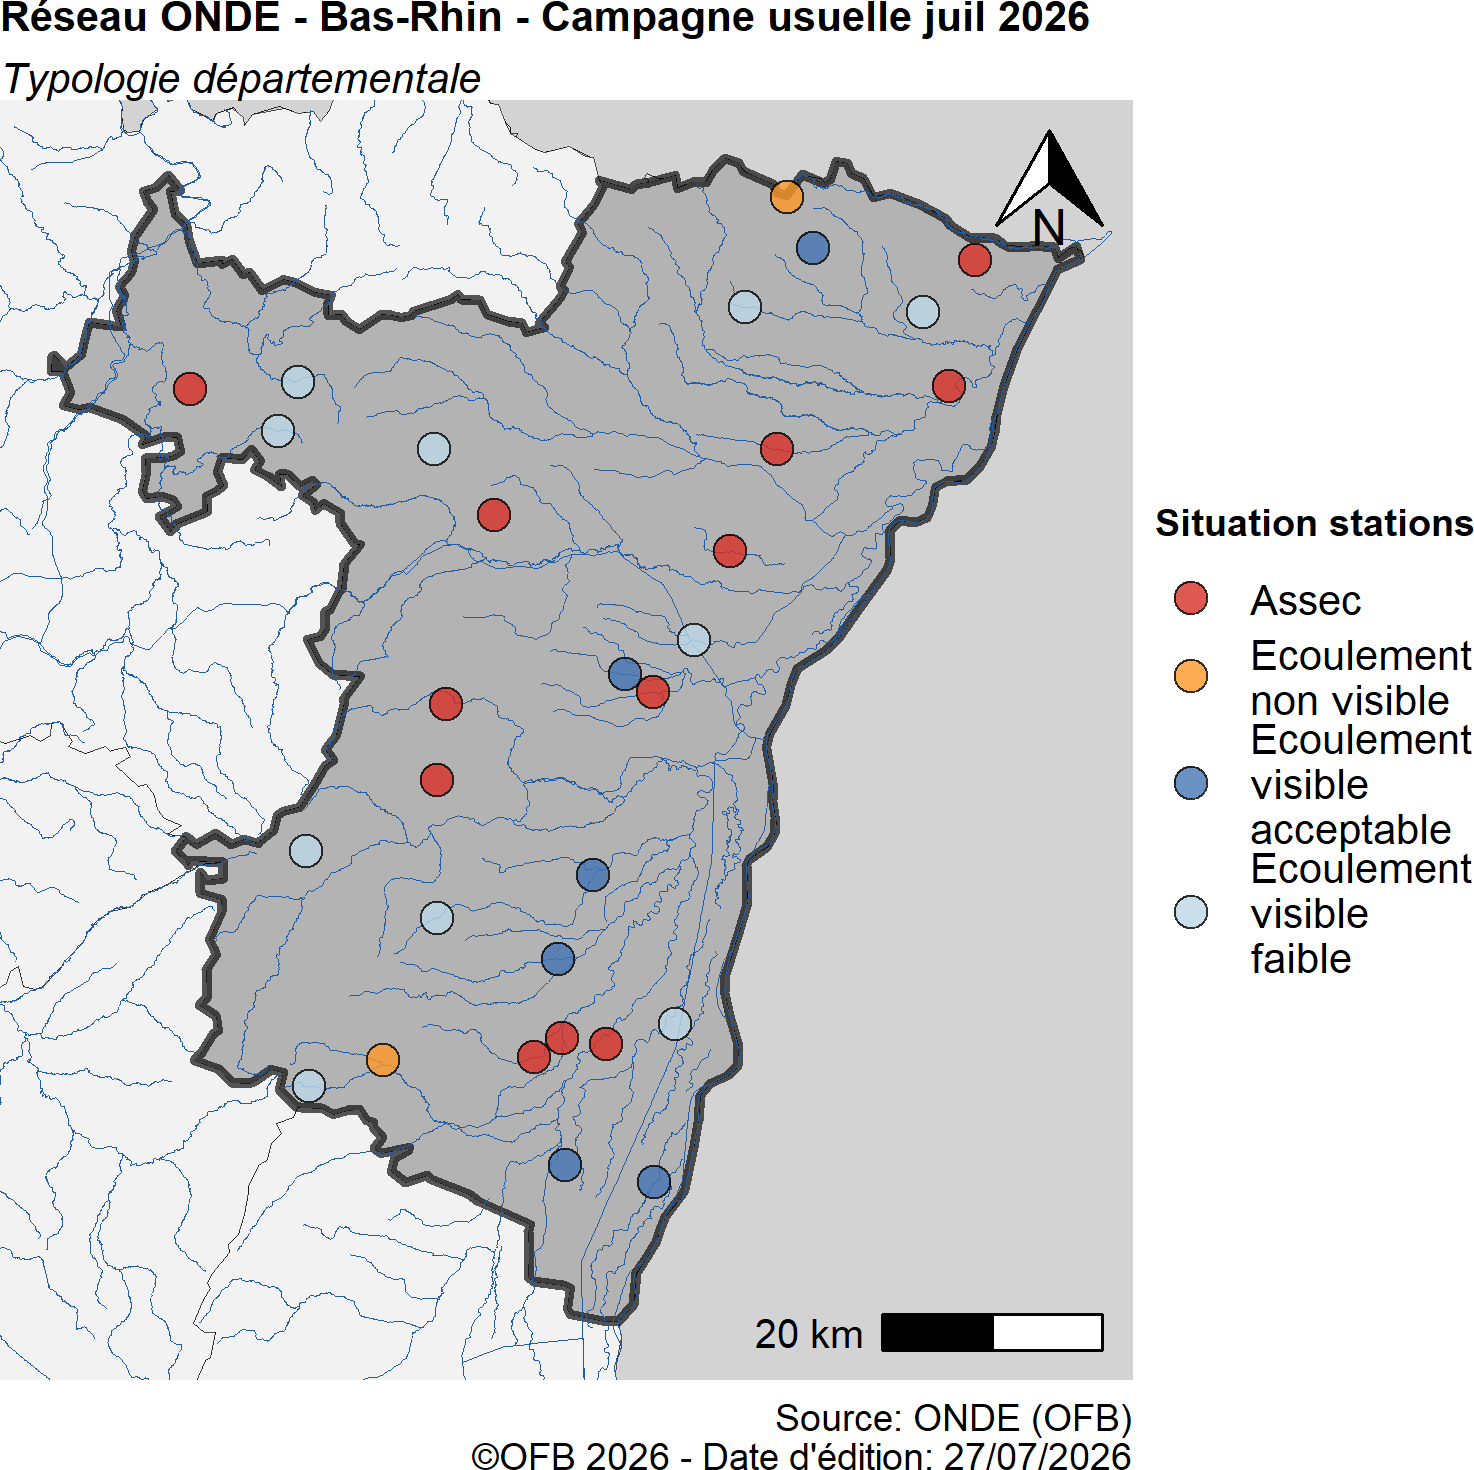 Réseau ONDE - Bas-Rhin - Campagne usuelle juil 2026
Typologie départementale
N
Situation stations
Assec
Ecoulement
non visible
Ecoulement
visible
acceptable
Ecoulement
visible
faible
20 km
Source: ONDE (OFB)
©OFB 2026 - Date d'édition: 27/07/2026